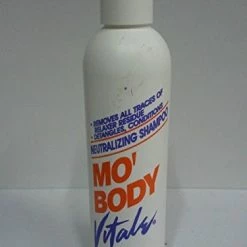 • REMOVES ALL TRACES OF
RELAXER RESIDUE
• DETANGLES, CONDITIONS
NEUTRALIZING SHAMPOO
MO'
BODY
Vitale